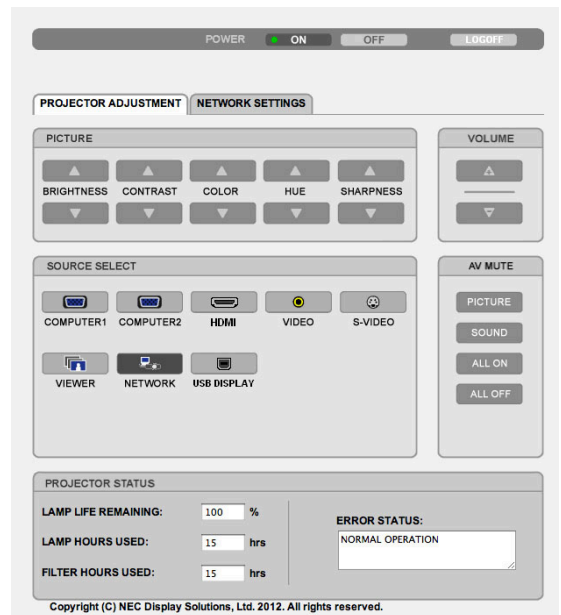 POWER ON OFF LOGOFF
PROJECTOR ADJUSTMENT NETWORK SETTINGS
PICTURE
BRIGHTNESS CONTRAST COLOR HUE SHARPNESS
VOLUME
SOURCE SELECT
COMPUTER1 COMPUTER2 HDMI VIDEO S-VIDEO
VIEWER NETWORK USB DISPLAY
AV MUTE
PICTURE
SOUND
ALL ON
ALL OFF
PROJECTOR STATUS
LAMP LIFE REMAINING: 100 %
LAMP HOURS USED: 15 hrs
FILTER HOURS USED: 15 hrs
ERROR STATUS:
NORMAL OPERATION
Copyright (C) NEC Display Solutions, Ltd. 2012. All rights reserved.